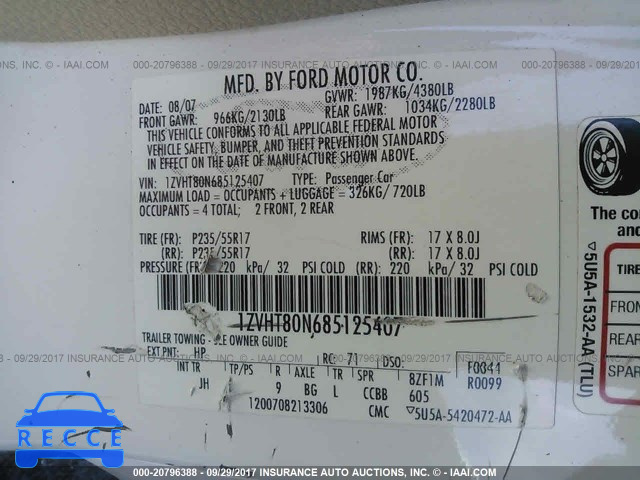 000-20796388 - 09/29/2017 INSURANCE AUTO AUCTIONS, INC. - IAAI.COM
MFD. BY FORD MOTOR CO.
DATE: 08/07 GVWR: 1987KG/4380LB
FRONT GAWR: 966KG/2130LB REAR GAWR: 1034KG/2280LB
THIS VEHICLE CONFORMS TO ALL APPLICABLE FEDERAL MOTOR
VEHICLE SAFETY, BUMPER, AND THEFT PREVENTION STANDARDS
IN EFFECT ON THE DATE OF MANUFACTURE SHOWN ABOVE.
VIN: 1ZVHT80N685125407 TYPE: Passenger Car
MAXIMUM LOAD = OCCUPANTS + LUGGAGE = 326KG/720LB
OCCUPANTS = 4 TOTAL; 2 FRONT, 2 REAR
TIRE (FR): P235/55R17 RIMS (FR): 17 X 8.0J
(RR): P235/55R17 (RR): 17 X 8.0J
PRESSURE (FR): 220 kPa/32 PSI COLD (RR): 220 kPa/32 PSI COLD
1ZVHT80N685125407
TRAILER TOWING - SEE OWNER GUIDE
EXT PNT: HP RC: 71 DSO: F0044
INT TR TP/PS R AXLE TR SPR 8ZF1M R0099
JH 9 BG L CCBB 605
1200708213306 CMC ▽5U5A-5420472-AA
The co
TIRE
FRO
REAR
SPAR
▽5U5A-1532-AA (TLU)
BIDFAX
000-20796388 - 09/29/2017 INSURANCE AUTO AUCTIONS, INC. - IAAI.COM